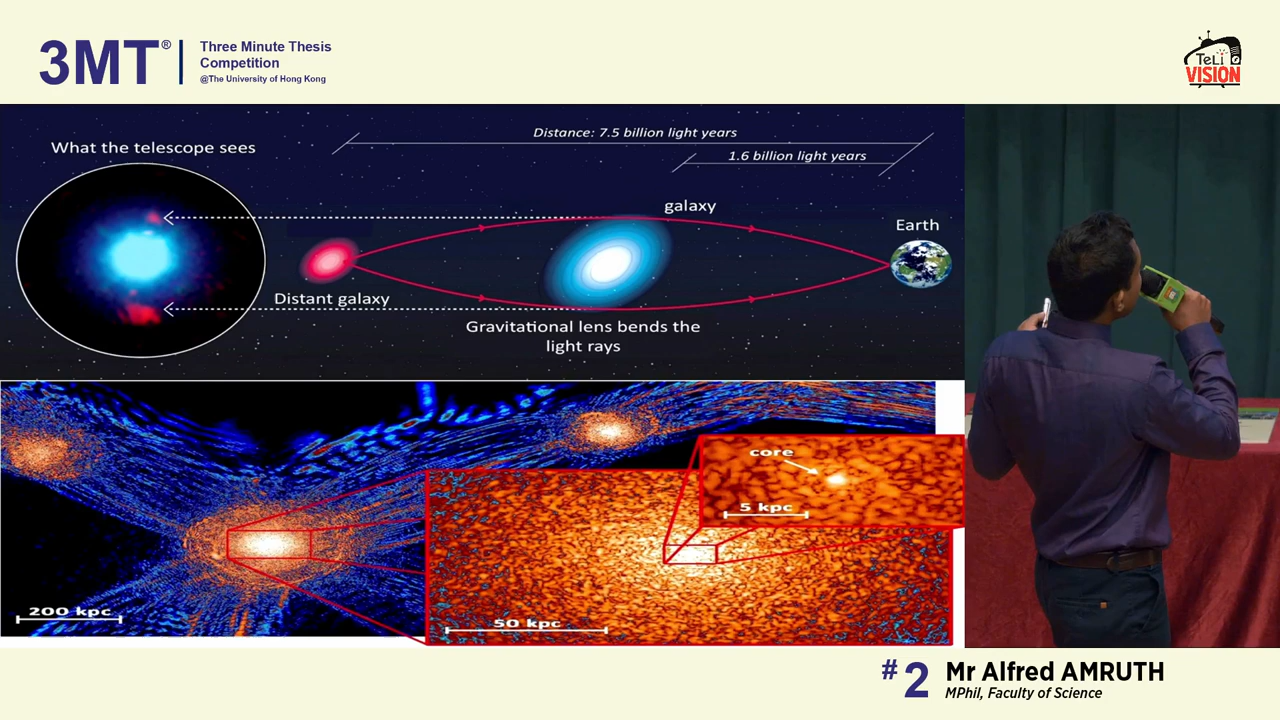 3MT®
Three Minute Thesis
Competition
@The University of Hong Kong
TeLi
VISION
What the telescope sees
Distance: 7.5 billion light years
1.6 billion light years
galaxy
Earth
Distant galaxy
Gravitational lens bends the
light rays
core
5 kpc
200 kpc
50 kpc
#2
Mr Alfred AMRUTH
MPhil, Faculty of Science